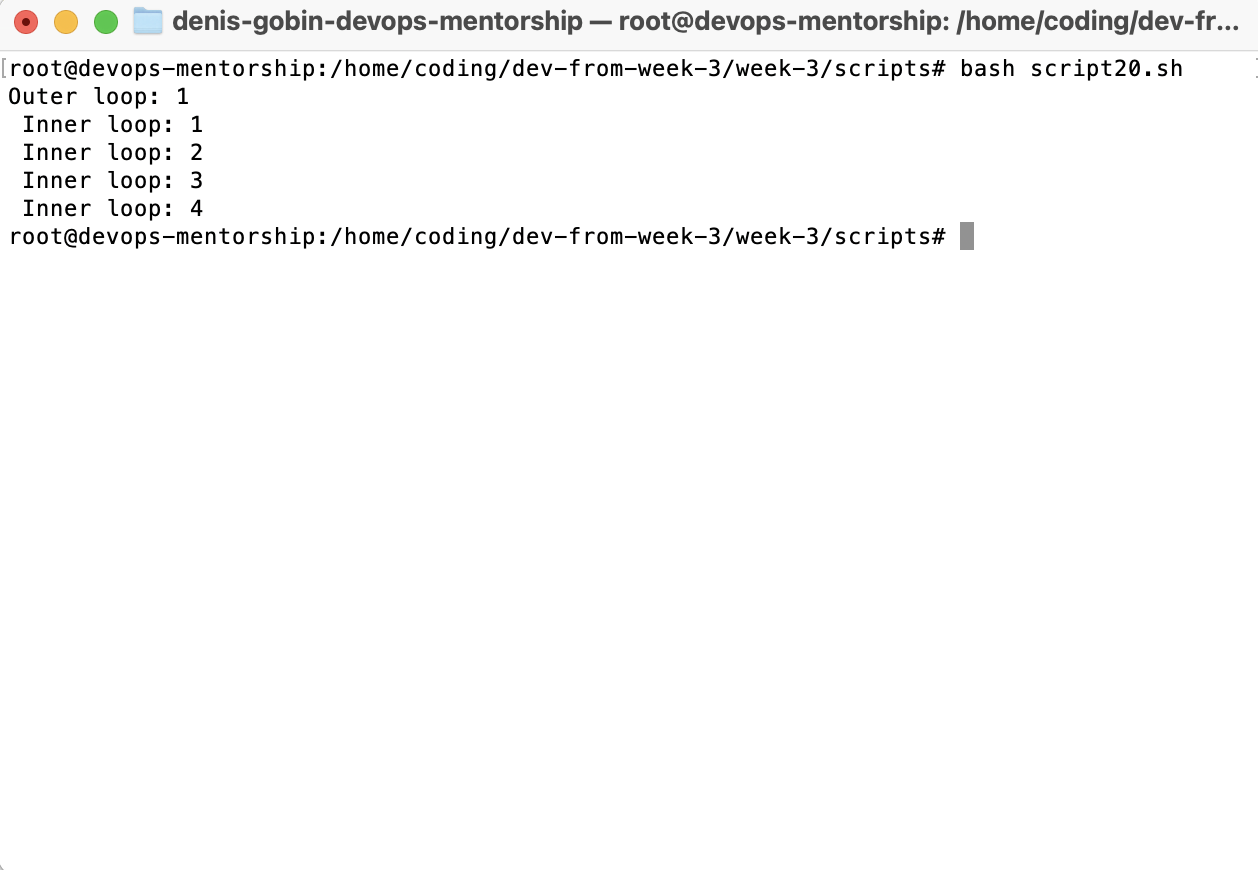 denis-gobin-devops-mentorship — root@devops-mentorship: /home/coding/dev-fr...
[root@devops-mentorship:/home/coding/dev-from-week-3/week-3/scripts# bash script20.sh ]
Outer loop: 1
 Inner loop: 1
 Inner loop: 2
 Inner loop: 3
 Inner loop: 4
root@devops-mentorship:/home/coding/dev-from-week-3/week-3/scripts#